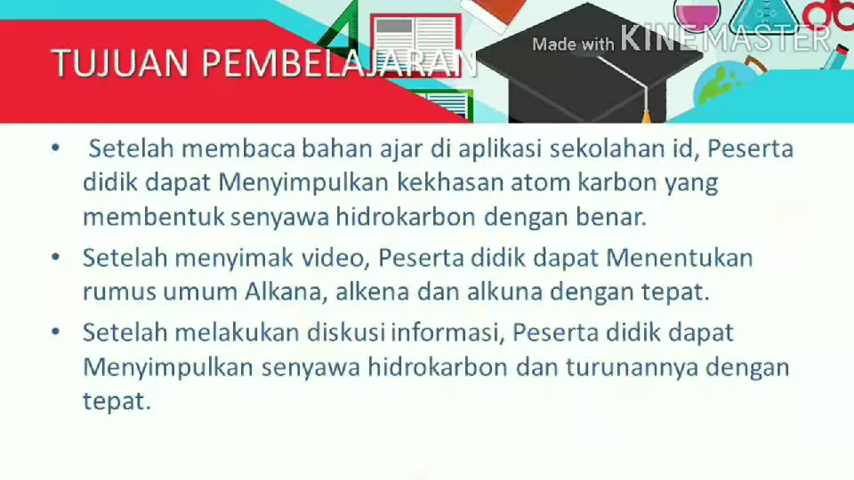 Made with KINEMASTER
TUJUAN PEMBELAJARAN
• Setelah membaca bahan ajar di aplikasi sekolahan id, Peserta
didik dapat Menyimpulkan kekhasan atom karbon yang
membentuk senyawa hidrokarbon dengan benar.
• Setelah menyimak video, Peserta didik dapat Menentukan
rumus umum Alkana, alkena dan alkuna dengan tepat.
• Setelah melakukan diskusi informasi, Peserta didik dapat
Menyimpulkan senyawa hidrokarbon dan turunannya dengan
tepat.